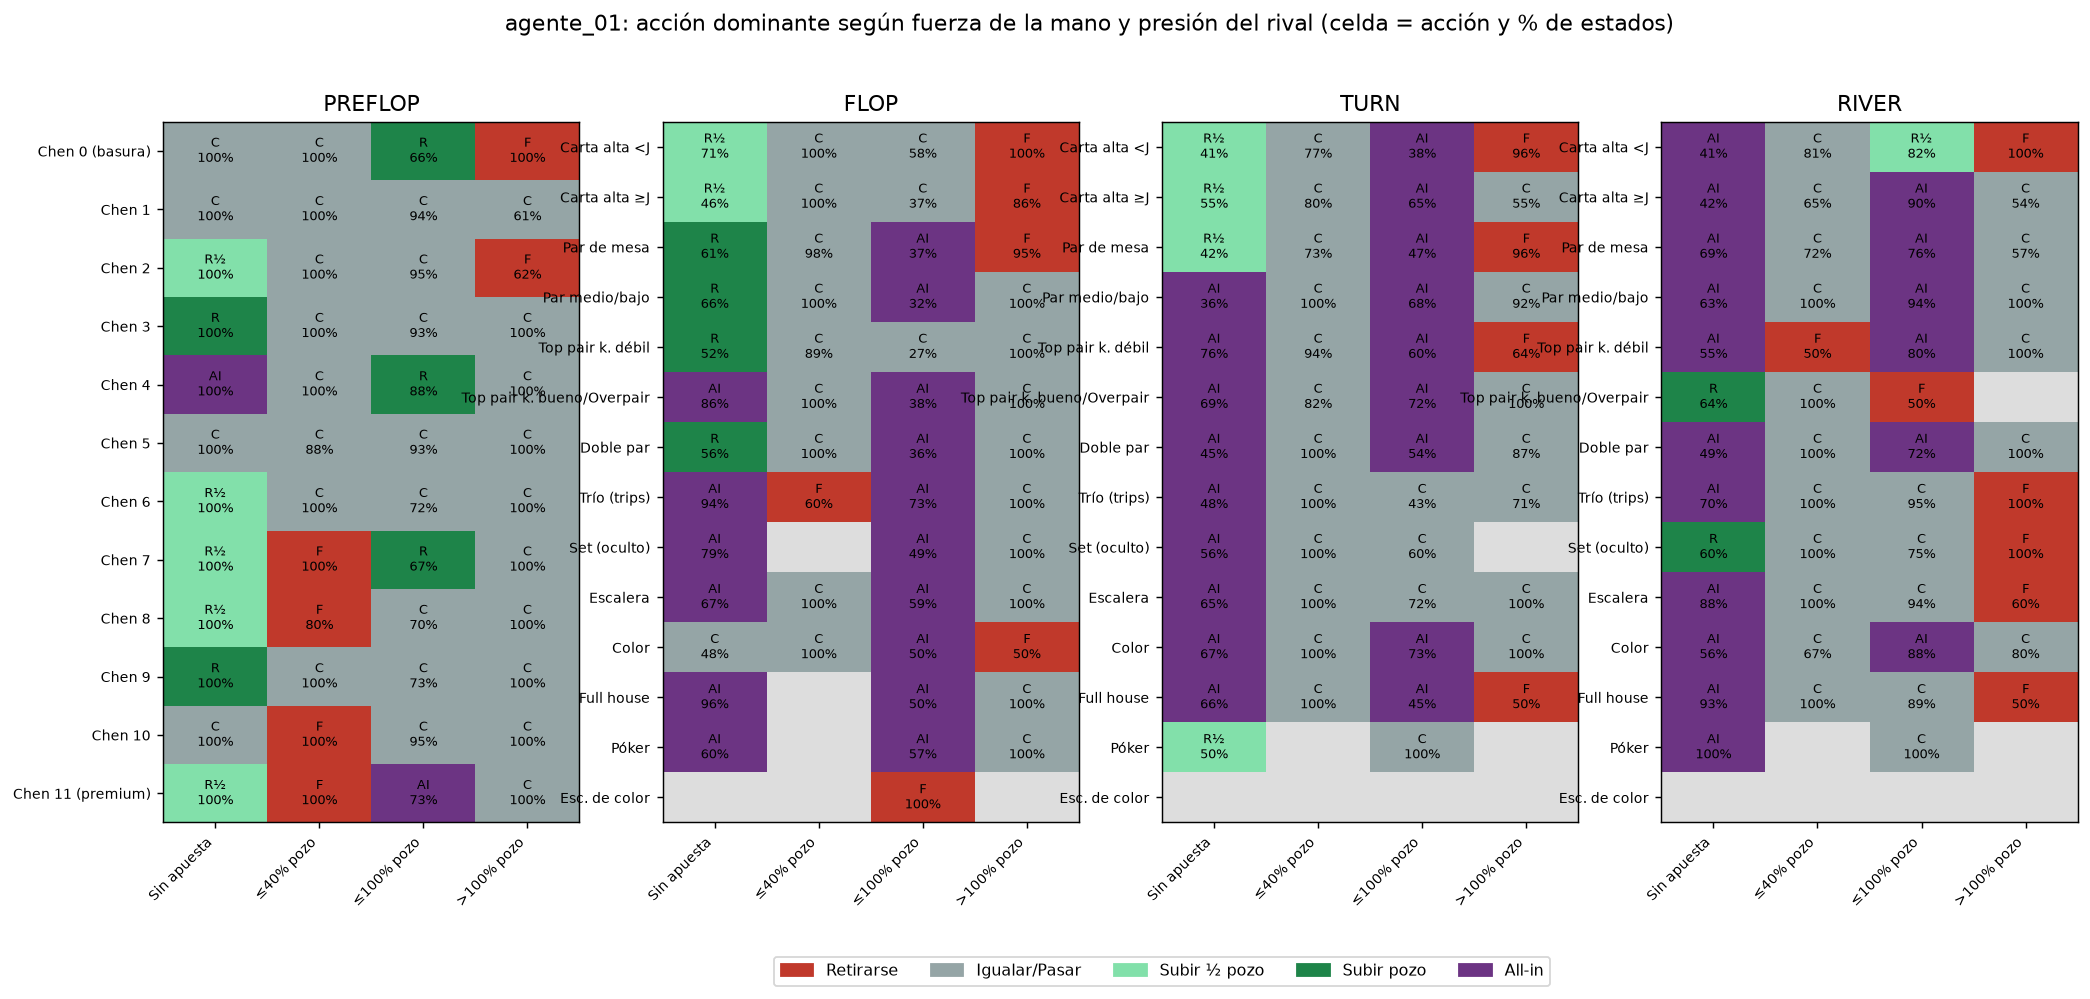 agente_01: acción dominante según fuerza de la mano y presión del rival (celda = acción y % de estados)
PREFLOP
Chen 0 (basura)
C 100% C 100% R 66% F 100%
Chen 1
C 100% C 100% C 94% C 61%
Chen 2
R½ 100% C 100% C 95% F 62%
Chen 3
R 100% C 100% C 93% C 100%
Chen 4
AI 100% C 100% R 88% C 100%
Chen 5
C 100% C 88% C 93% C 100%
Chen 6
R½ 100% C 100% C 72% C 100%
Chen 7
R½ 100% F 100% R 67% C 100%
Chen 8
R½ 100% F 80% C 70% C 100%
Chen 9
R 100% C 100% C 73% C 100%
Chen 10
C 100% F 100% C 95% C 100%
Chen 11 (premium)
R½ 100% F 100% AI 73% C 100%
Sin apuesta
≤40% pozo
≤100% pozo
>100% pozo
FLOP
Carta alta <J
R½ 71% C 100% C 58% F 100%
Carta alta ≥J
R½ 46% C 100% C 37% F 86%
Par de mesa
R 61% C 98% AI 37% F 95%
Par medio/bajo
R 66% C 100% AI 32% C 100%
Top pair k. débil
R 52% C 89% C 27% C 100%
Top pair k. bueno/Overpair
AI 86% C 100% AI 38% C 100%
Doble par
R 56% C 100% AI 36% C 100%
Trío (trips)
AI 94% F 60% AI 73% C 100%
Set (oculto)
AI 79% AI 49% C 100%
Escalera
AI 67% C 100% AI 59% C 100%
Color
C 48% C 100% AI 50% F 50%
Full house
AI 96% AI 50% C 100%
Póker
AI 60% AI 57% C 100%
Esc. de color
F 100%
Sin apuesta
≤40% pozo
≤100% pozo
>100% pozo
TURN
Carta alta <J
R½ 41% C 77% AI 38% F 96%
Carta alta ≥J
R½ 55% C 80% AI 65% C 55%
Par de mesa
R½ 42% C 73% AI 47% F 96%
Par medio/bajo
AI 36% C 100% AI 68% C 92%
Top pair k. débil
AI 76% C 94% AI 60% F 64%
Top pair k. bueno/Overpair
AI 69% C 82% AI 72% C 100%
Doble par
AI 45% C 100% AI 54% C 87%
Trío (trips)
AI 48% C 100% C 43% C 71%
Set (oculto)
AI 56% C 100% C 60%
Escalera
AI 65% C 100% C 72% C 100%
Color
AI 67% C 100% AI 73% C 100%
Full house
AI 66% C 100% AI 45% F 50%
Póker
R½ 50% C 100%
Esc. de color
Sin apuesta
≤40% pozo
≤100% pozo
>100% pozo
RIVER
Carta alta <J
AI 41% C 81% R½ 82% F 100%
Carta alta ≥J
AI 42% C 65% AI 90% C 54%
Par de mesa
AI 69% C 72% AI 76% C 57%
Par medio/bajo
AI 63% C 100% AI 94% C 100%
Top pair k. débil
AI 55% F 50% AI 80% C 100%
Top pair k. bueno/Overpair
R 64% C 100% F 50%
Doble par
AI 49% C 100% AI 72% C 100%
Trío (trips)
AI 70% C 100% C 95% F 100%
Set (oculto)
R 60% C 100% C 75% F 100%
Escalera
AI 88% C 100% C 94% F 60%
Color
AI 56% C 67% AI 88% C 80%
Full house
AI 93% C 100% C 89% F 50%
Póker
AI 100% C 100%
Esc. de color
Sin apuesta
≤40% pozo
≤100% pozo
>100% pozo
Retirarse
Igualar/Pasar
Subir ½ pozo
Subir pozo
All-in